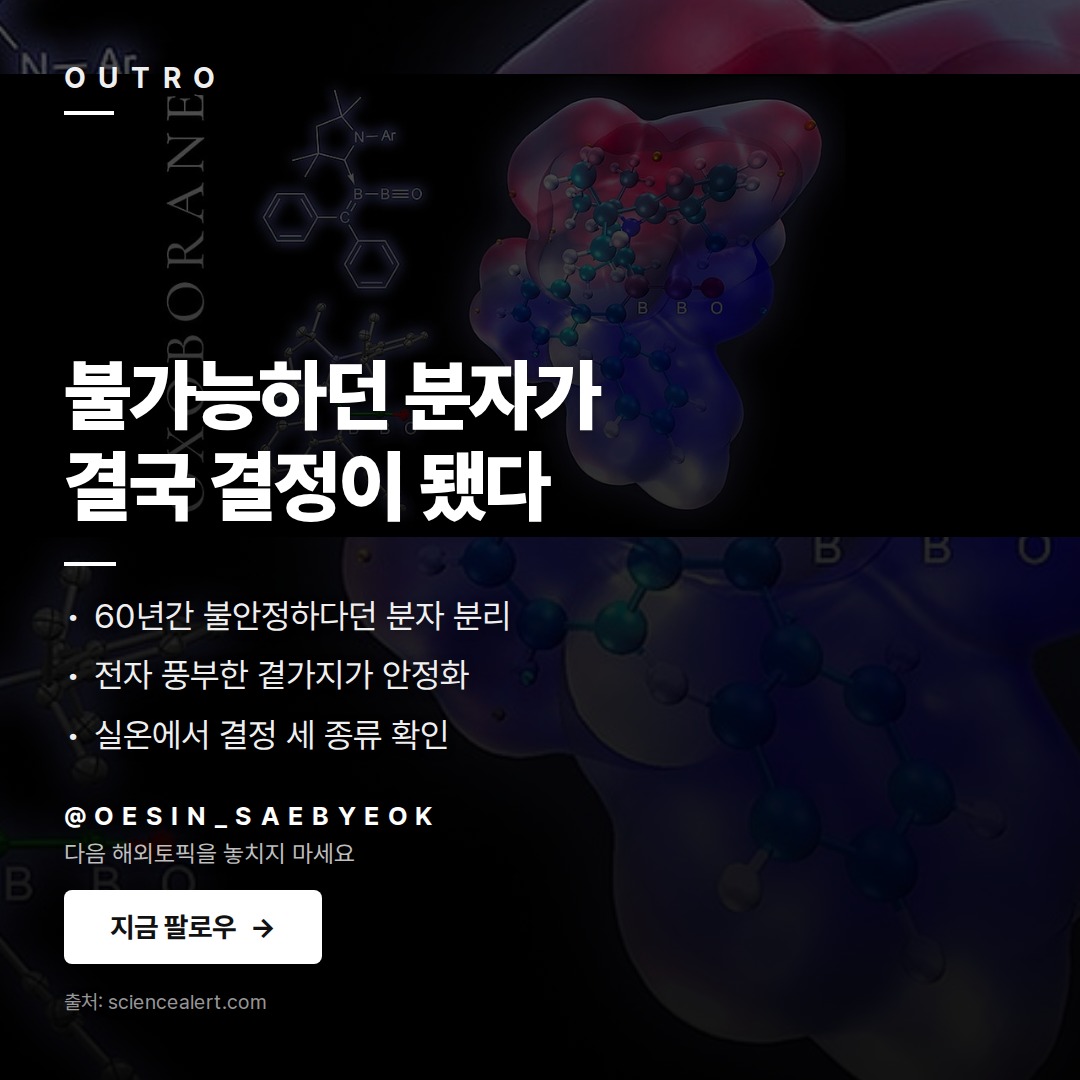 N—Ar
OUTRO
OXOBORANE
N—Ar
B—B≡O
C
B B O
불가능하던 분자가
결국 결정이 됐다
B B O
• 60년간 불안정하다던 분자 분리
• 전자 풍부한 곁가지가 안정화
• 실온에서 결정 세 종류 확인
@OESIN_SAEBYEOK
다음 해외토픽을 놓치지 마세요
B B O
지금 팔로우 →
출처: sciencealert.com